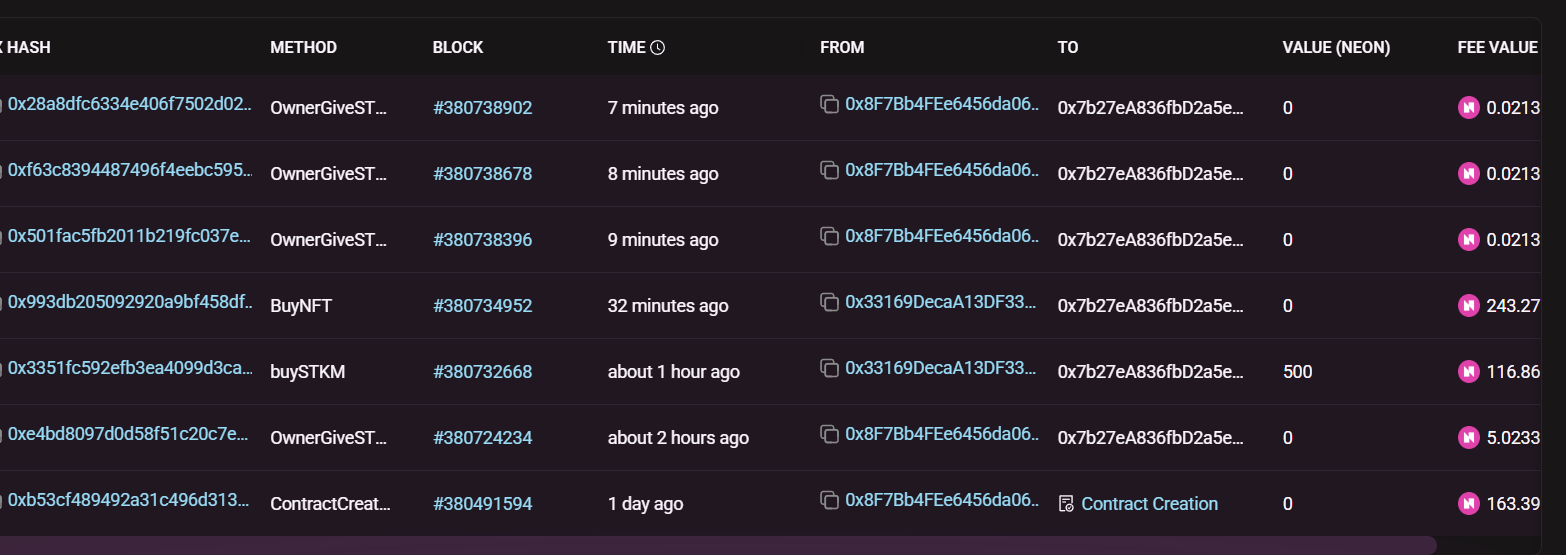 HASH METHOD BLOCK TIME FROM TO VALUE (NEON) FEE VALUE
0x28a8dfc6334e406f7502d02.. OwnerGiveST... #380738902 7 minutes ago 0x8F7Bb4FEe6456da06.. 0x7b27eA836fbD2a5e... 0 0.0213
0xf63c8394487496f4eebc595.. OwnerGiveST... #380738678 8 minutes ago 0x8F7Bb4FEe6456da06.. 0x7b27eA836fbD2a5e... 0 0.0213
0x501fac5fb2011b219fc037e... OwnerGiveST... #380738396 9 minutes ago 0x8F7Bb4FEe6456da06.. 0x7b27eA836fbD2a5e... 0 0.0213
0x993db205092920a9bf458df.. BuyNFT #380734952 32 minutes ago 0x33169DecaA13DF33... 0x7b27eA836fbD2a5e... 0 243.27
0x3351fc592efb3ea4099d3ca... buySTKM #380732668 about 1 hour ago 0x33169DecaA13DF33... 0x7b27eA836fbD2a5e... 500 116.86
0xe4bd8097d0d58f51c20c7e... OwnerGiveST... #380724234 about 2 hours ago 0x8F7Bb4FEe6456da06.. 0x7b27eA836fbD2a5e... 0 5.0233
0xb53cf489492a31c496d313... ContractCreat... #380491594 1 day ago 0x8F7Bb4FEe6456da06.. Contract Creation 0 163.39